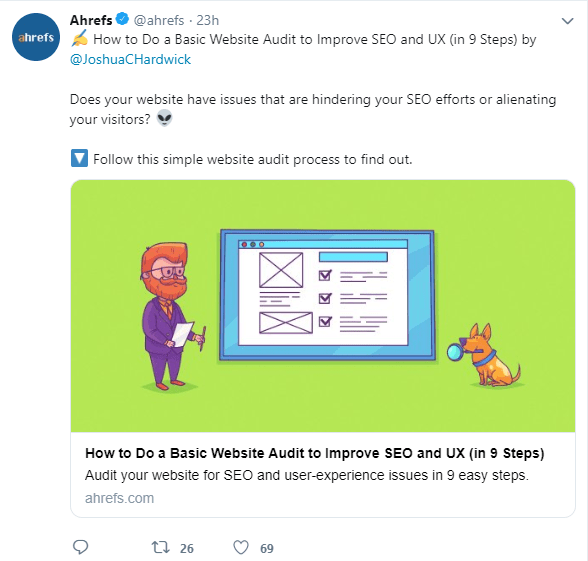 Ahrefs @ahrefs · 23h
ahrefs
✍ How to Do a Basic Website Audit to Improve SEO and UX (in 9 Steps) by
@JoshuaCHardwick
Does your website have issues that are hindering your SEO efforts or alienating
your visitors? 👽
🔽 Follow this simple website audit process to find out.
How to Do a Basic Website Audit to Improve SEO and UX (in 9 Steps)
Audit your website for SEO and user-experience issues in 9 easy steps.
ahrefs.com
26 69